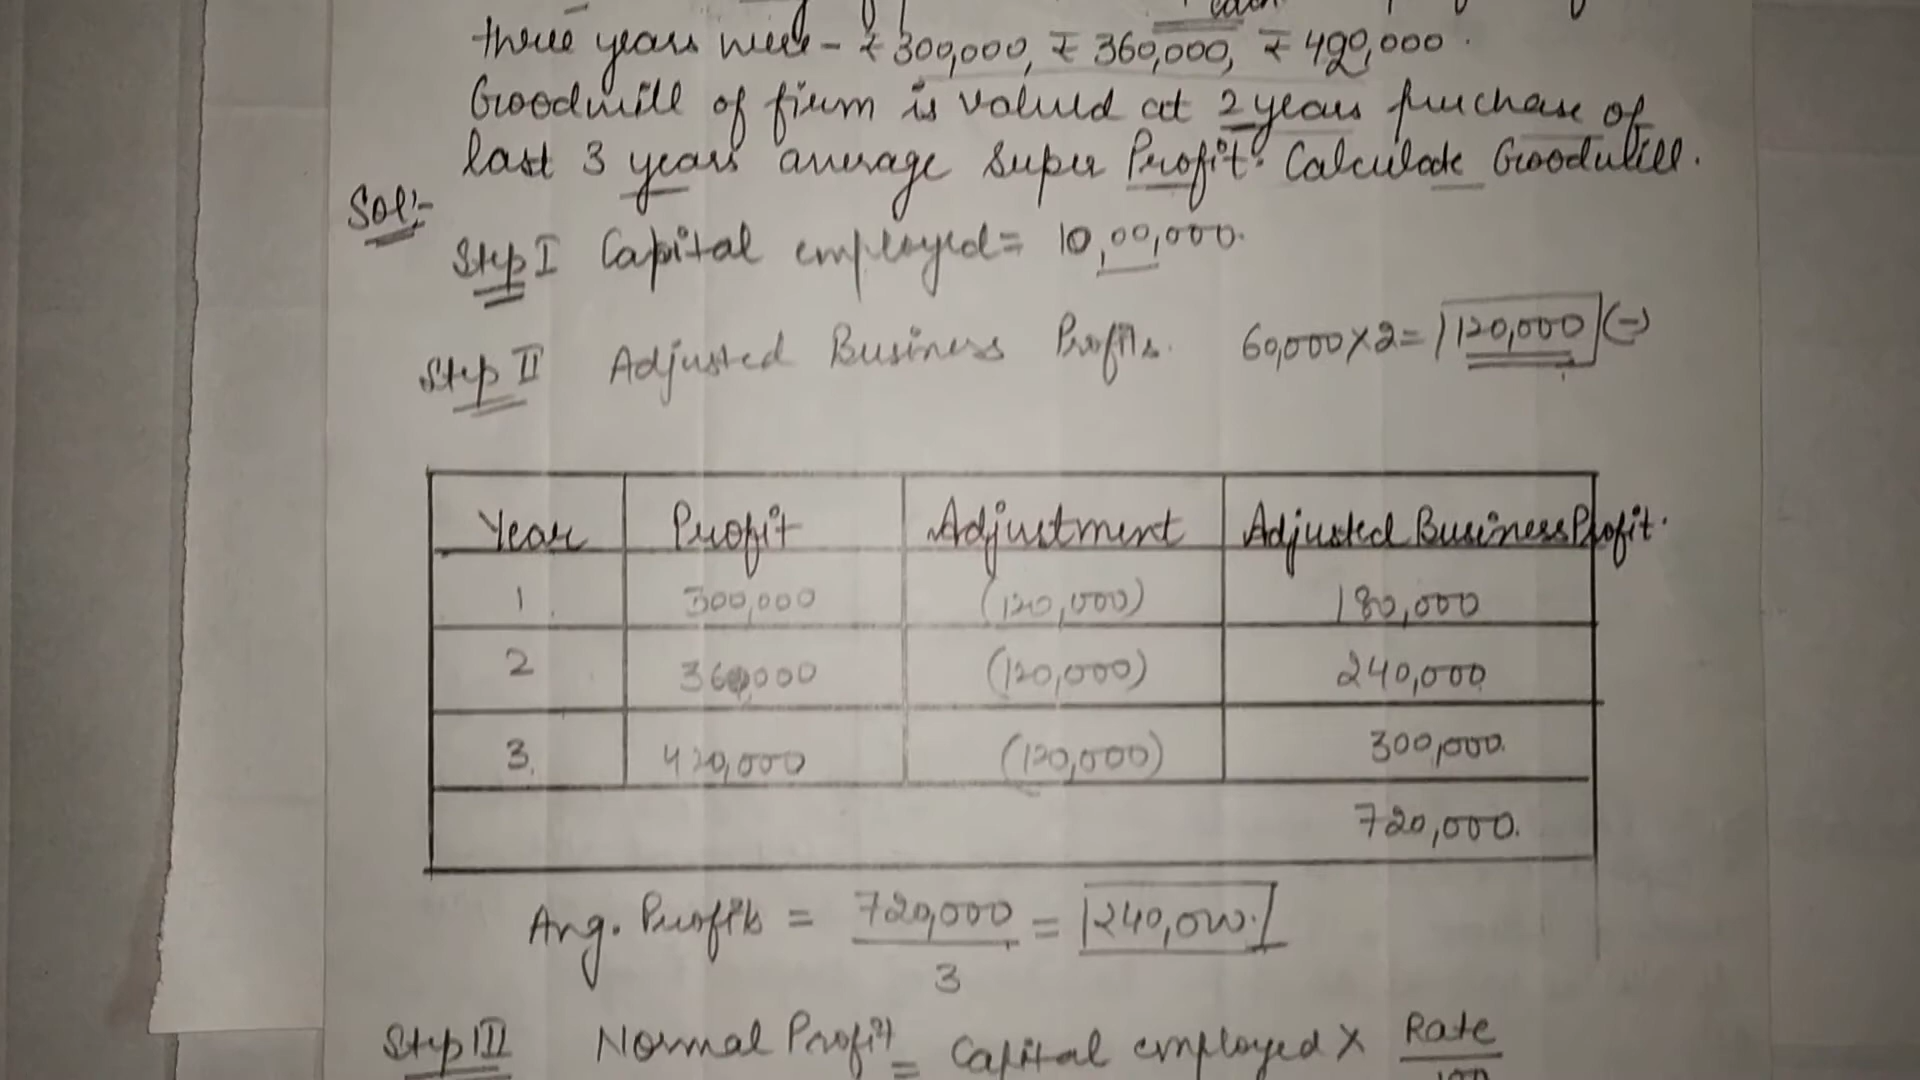 each
three years were - ₹300,000, ₹360,000, ₹420,000.
Goodwill of firm is valued at 2 years purchase of
last 3 years average super Profit. Calculate Goodwill.
Sol:-
Step I Capital employed = 10,00,000.
Step II Adjusted Business Profits. 60,000 x 2 = 120,000 (-)
Year Profit Adjustment Adjusted Business Profit.
1. 300,000 (120,000) 180,000
2 360,000 (120,000) 240,000
3. 420,000 (120,000) 300,000.
720,000.
Avg. Profits = 720,000 / 3 = 240,000.
Step III Normal Profit = Capital employed x Rate / 100